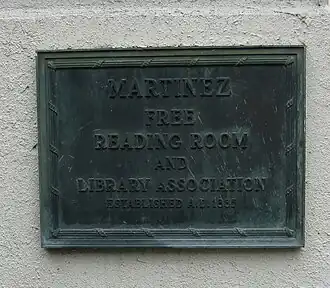 MARTINEZ
FREE
READING ROOM
AND
LIBRARY ASSOCIATION
ESTABLISHED A.D.